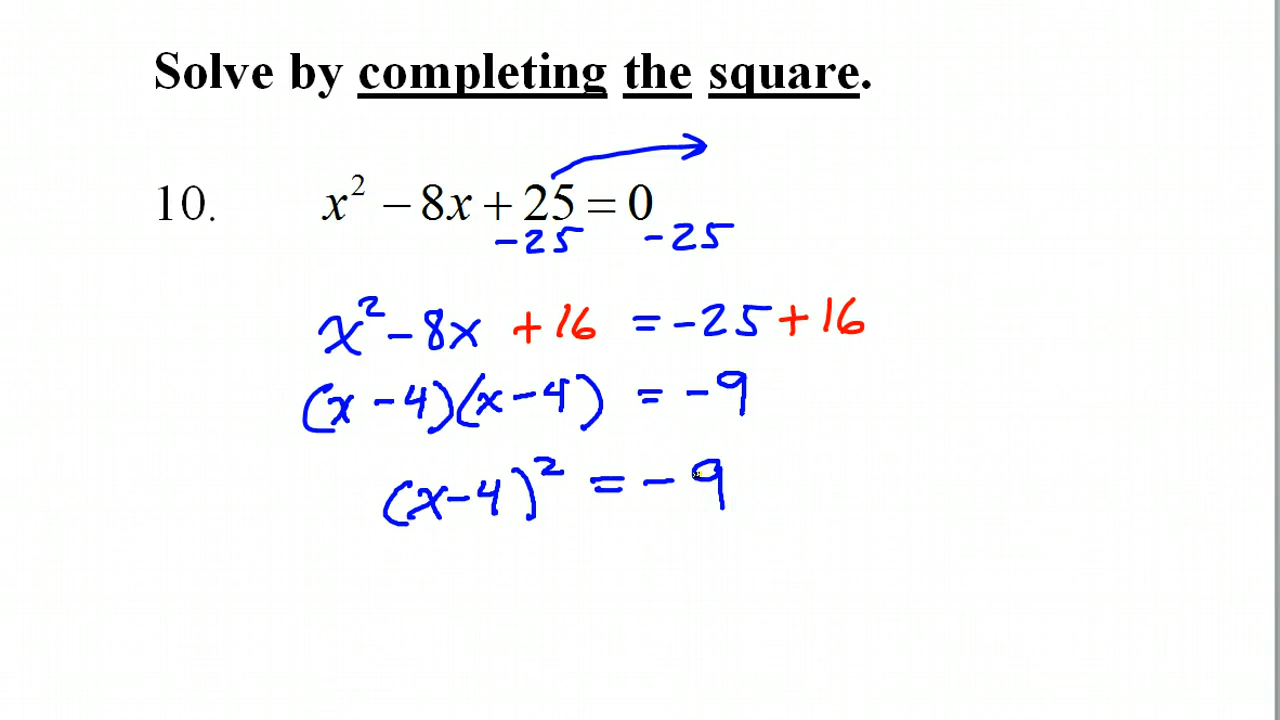 Solve by completing the square.
10. x² − 8x + 25 = 0
-25 -25
x² - 8x + 16 = -25 + 16
(x - 4)(x - 4) = -9
(x - 4)² = -9